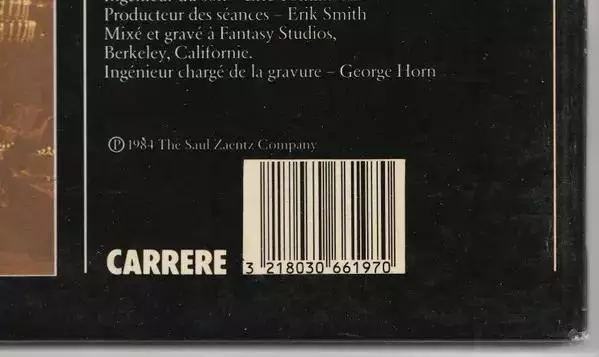 Producteur des séances – Erik Smith
Mixé et gravé à Fantasy Studios,
Berkeley, Californie.
Ingénieur chargé de la gravure – George Horn
Ⓟ 1984 The Saul Zaentz Company
CARRERE
3 218030 661970